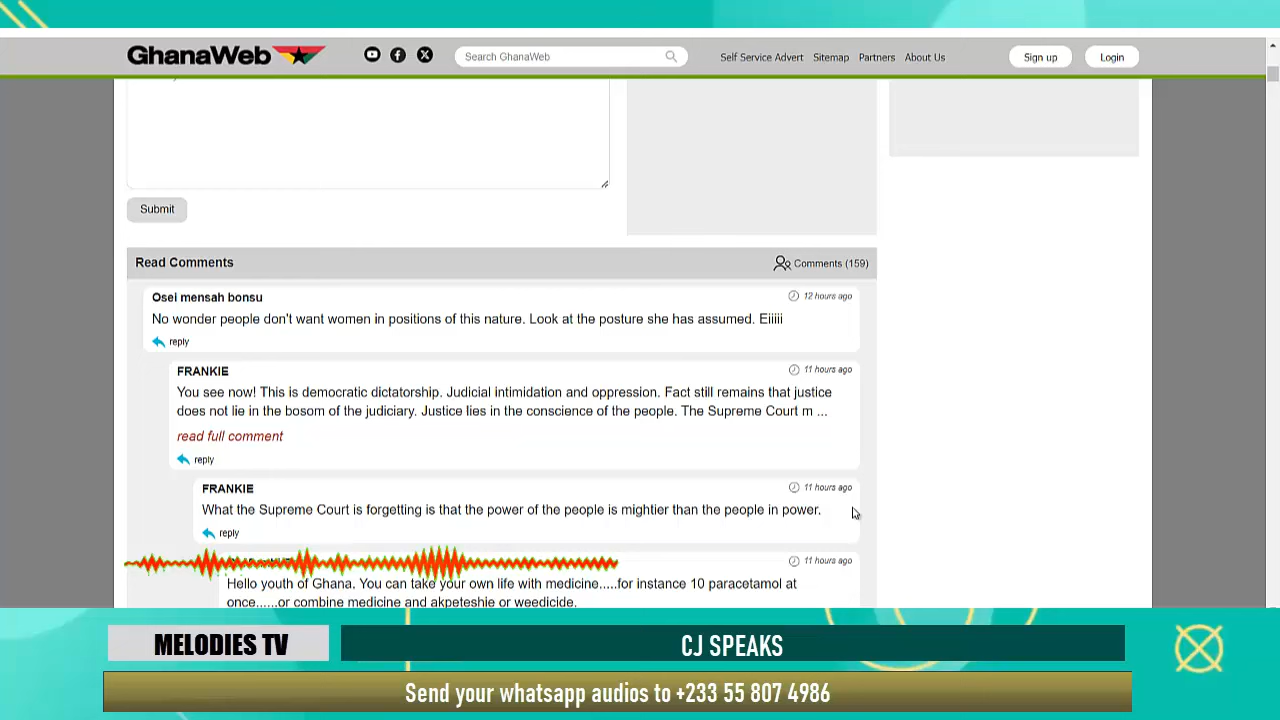 GhanaWeb
Search GhanaWeb
Self Service Advert Sitemap Partners About Us
Sign up
Login
Submit
Read Comments
Comments (159)
Osei mensah bonsu
12 hours ago
No wonder people don't want women in positions of this nature. Look at the posture she has assumed. Eiiiii
reply
FRANKIE
11 hours ago
You see now! This is democratic dictatorship. Judicial intimidation and oppression. Fact still remains that justice
does not lie in the bosom of the judiciary. Justice lies in the conscience of the people. The Supreme Court m ...
read full comment
reply
FRANKIE
11 hours ago
What the Supreme Court is forgetting is that the power of the people is mightier than the people in power.
reply
11 hours ago
Hello youth of Ghana. You can take your own life with medicine.....for instance 10 paracetamol at
once......or combine medicine and akpeteshie or weedicide.
MELODIES TV
CJ SPEAKS
Send your whatsapp audios to +233 55 807 4986